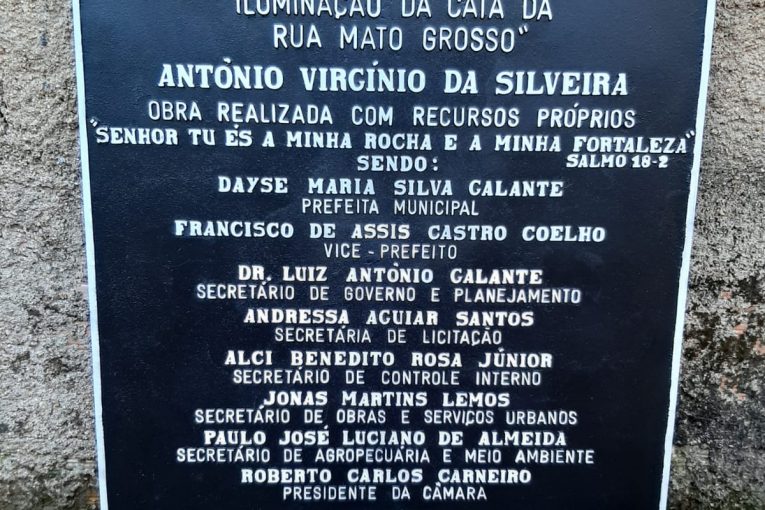 ILUMINAÇÃO DA CATA DA
RUA MATO GROSSO"
ANTÔNIO VIRGÍNIO DA SILVEIRA
OBRA REALIZADA COM RECURSOS PRÓPRIOS
"SENHOR TU ÉS A MINHA ROCHA E A MINHA FORTALEZA"
SALMO 18-2
SENDO:
DAYSE MARIA SILVA GALANTE
PREFEITA MUNICIPAL
FRANCISCO DE ASSIS CASTRO COELHO
VICE-PREFEITO
DR. LUIZ ANTÔNIO GALANTE
SECRETÁRIO DE GOVERNO E PLANEJAMENTO
ANDRESSA AGUIAR SANTOS
SECRETÁRIA DE LICITAÇÃO
ALCI BENEDITO ROSA JÚNIOR
SECRETÁRIO DE CONTROLE INTERNO
JONAS MARTINS LEMOS
SECRETÁRIO DE OBRAS E SERVIÇOS URBANOS
PAULO JOSÉ LUCIANO DE ALMEIDA
SECRETÁRIO DE AGROPECUÁRIA E MEIO AMBIENTE
ROBERTO CARLOS CARNEIRO
PRESIDENTE DA CÂMARA